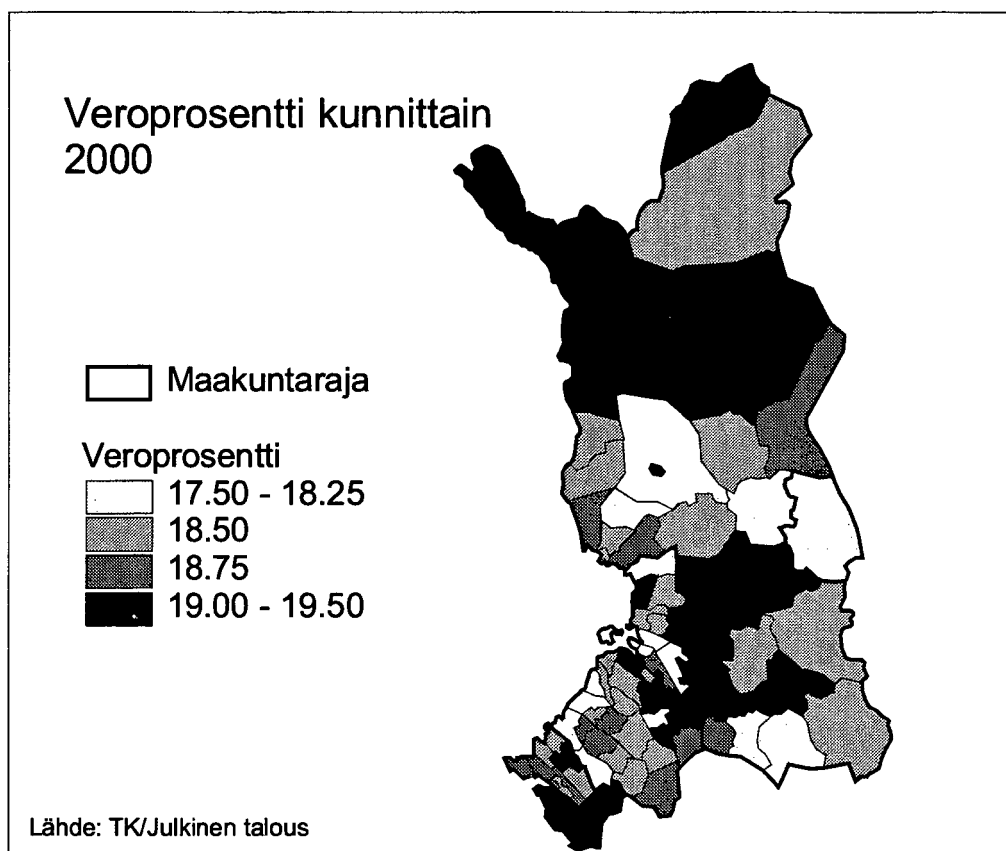 Veroprosentti kunnittain
2000
Maakuntaraja
Veroprosentti
17.50 - 18.25
18.50
18.75
19.00 - 19.50
Lähde: TK/Julkinen talous